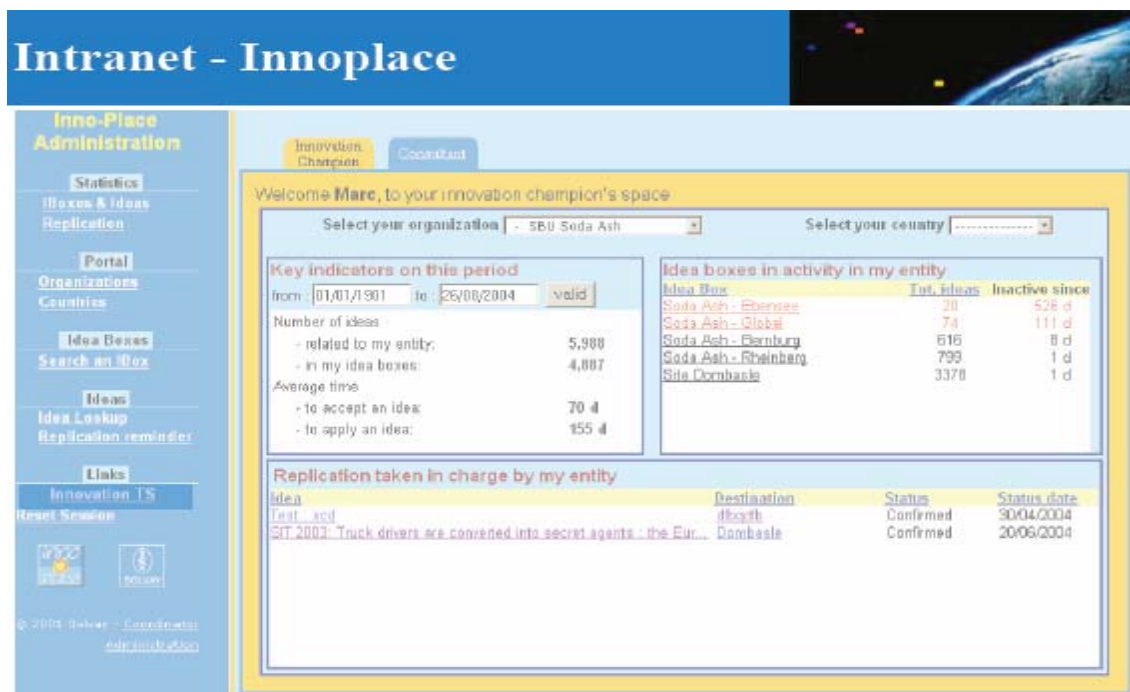 Intranet - Innoplace
Inno-Place
Administration
Statistics
IBoxes & Ideas
Replication
Portal
Organizations
Countries
Idea Boxes
Search an IBox
Ideas
Idea Lookup
Replication reminder
Links
Innovation TS
Reset Session
SOLVAY
© 2001 Solvay - Coordinator
Administration
Innovation
Champion
Consultant
Welcome Marc, to your innovation champion's space
Select your organization - SBU Soda Ash
Select your country --------------
Key indicators on this period
from : 01/01/1901 to : 26/08/2004 valid
Number of ideas
- related to my entity: 5,988
- in my idea boxes: 4,887
Average time
- to accept an idea: 70 d
- to apply an idea: 155 d
Idea boxes in activity in my entity
Idea Box Tot. ideas Inactive since
Soda Ash - Ebensee 20 526 d
Soda Ash - Global 74 111 d
Soda Ash - Bernburg 616 8 d
Soda Ash - Rheinberg 799 1 d
Site Dombasle 3378 1 d
Replication taken in charge by my entity
Idea Destination Status Status date
Test Confirmed 30/04/2004
SIT 2003: Truck drivers are converted into secret agents : the Eur... Dombasle Confirmed 20/06/2004